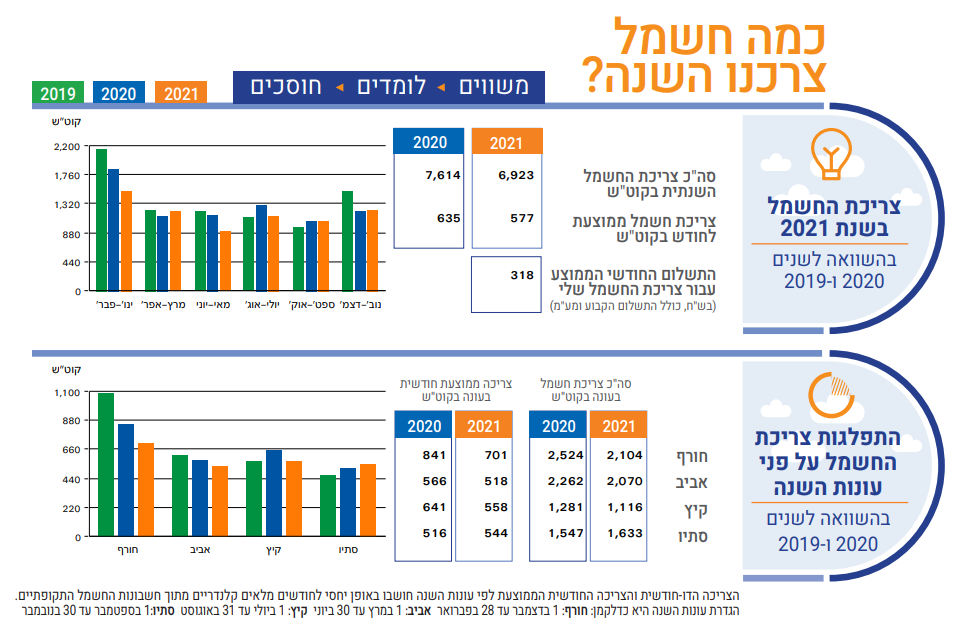 כמה חשמל
צרכנו השנה?
משווים ◂ לומדים ◂ חוסכים
2021 2020 2019
צריכת החשמל
בשנת 2021
בהשוואה לשנים
2020 ו-2019
2021 2020
סה"כ צריכת החשמל 6,923 7,614
השנתית בקוט"ש
צריכת חשמל ממוצעת 577 635
לחודש בקוט"ש
התשלום החודשי הממוצע 318
עבור צריכת החשמל שלי
(בש"ח, כולל התשלום הקבוע ומע"מ)
קוט"ש
2,200
1,760
1,320
880
440
0
ינו'-פבר' מרץ-אפר' מאי-יוני יולי-אוג' ספט'-אוק' נוב'-דצמ'
התפלגות צריכת
החשמל על פני
עונות השנה
בהשוואה לשנים
2020 ו-2019
סה"כ צריכת חשמל
בעונה בקוט"ש
צריכה ממוצעת חודשית
בעונה בקוט"ש
2021 2020 2021 2020
חורף 2,104 2,524 701 841
אביב 2,070 2,262 518 566
קיץ 1,116 1,281 558 641
סתיו 1,633 1,547 544 516
קוט"ש
1,100
880
660
440
220
0
חורף אביב קיץ סתיו
הצריכה הדו-חודשית והצריכה החודשית הממוצעת לפי עונות השנה חושבו באופן יחסי לחודשים מלאים קלנדריים מתוך חשבונות החשמל התקופתיים.
הגדרת עונות השנה היא כדלקמן: חורף: 1 בדצמבר עד 28 בפברואר אביב: 1 במרץ עד 30 ביוני קיץ: 1 ביולי עד 31 באוגוסט סתיו:1 בספטמבר עד 30 בנובמבר